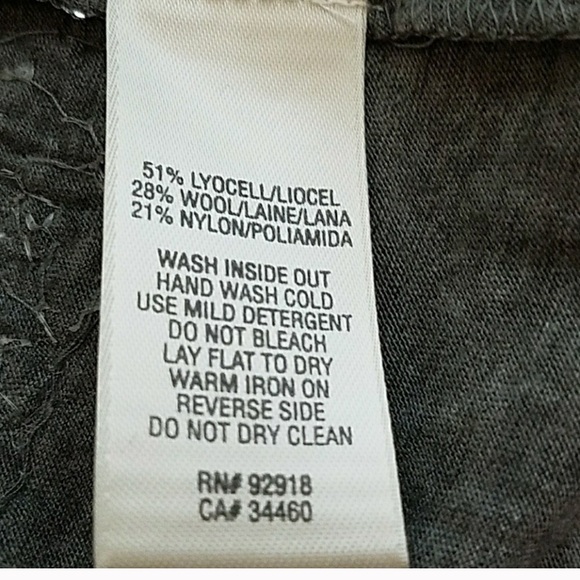 51% LYOCELL/LIOCEL
28% WOOL/LAINE/LANA
21% NYLON/POLIAMIDA
WASH INSIDE OUT
HAND WASH COLD
USE MILD DETERGENT
DO NOT BLEACH
LAY FLAT TO DRY
WARM IRON ON
REVERSE SIDE
DO NOT DRY CLEAN
RN# 92918
CA# 34460